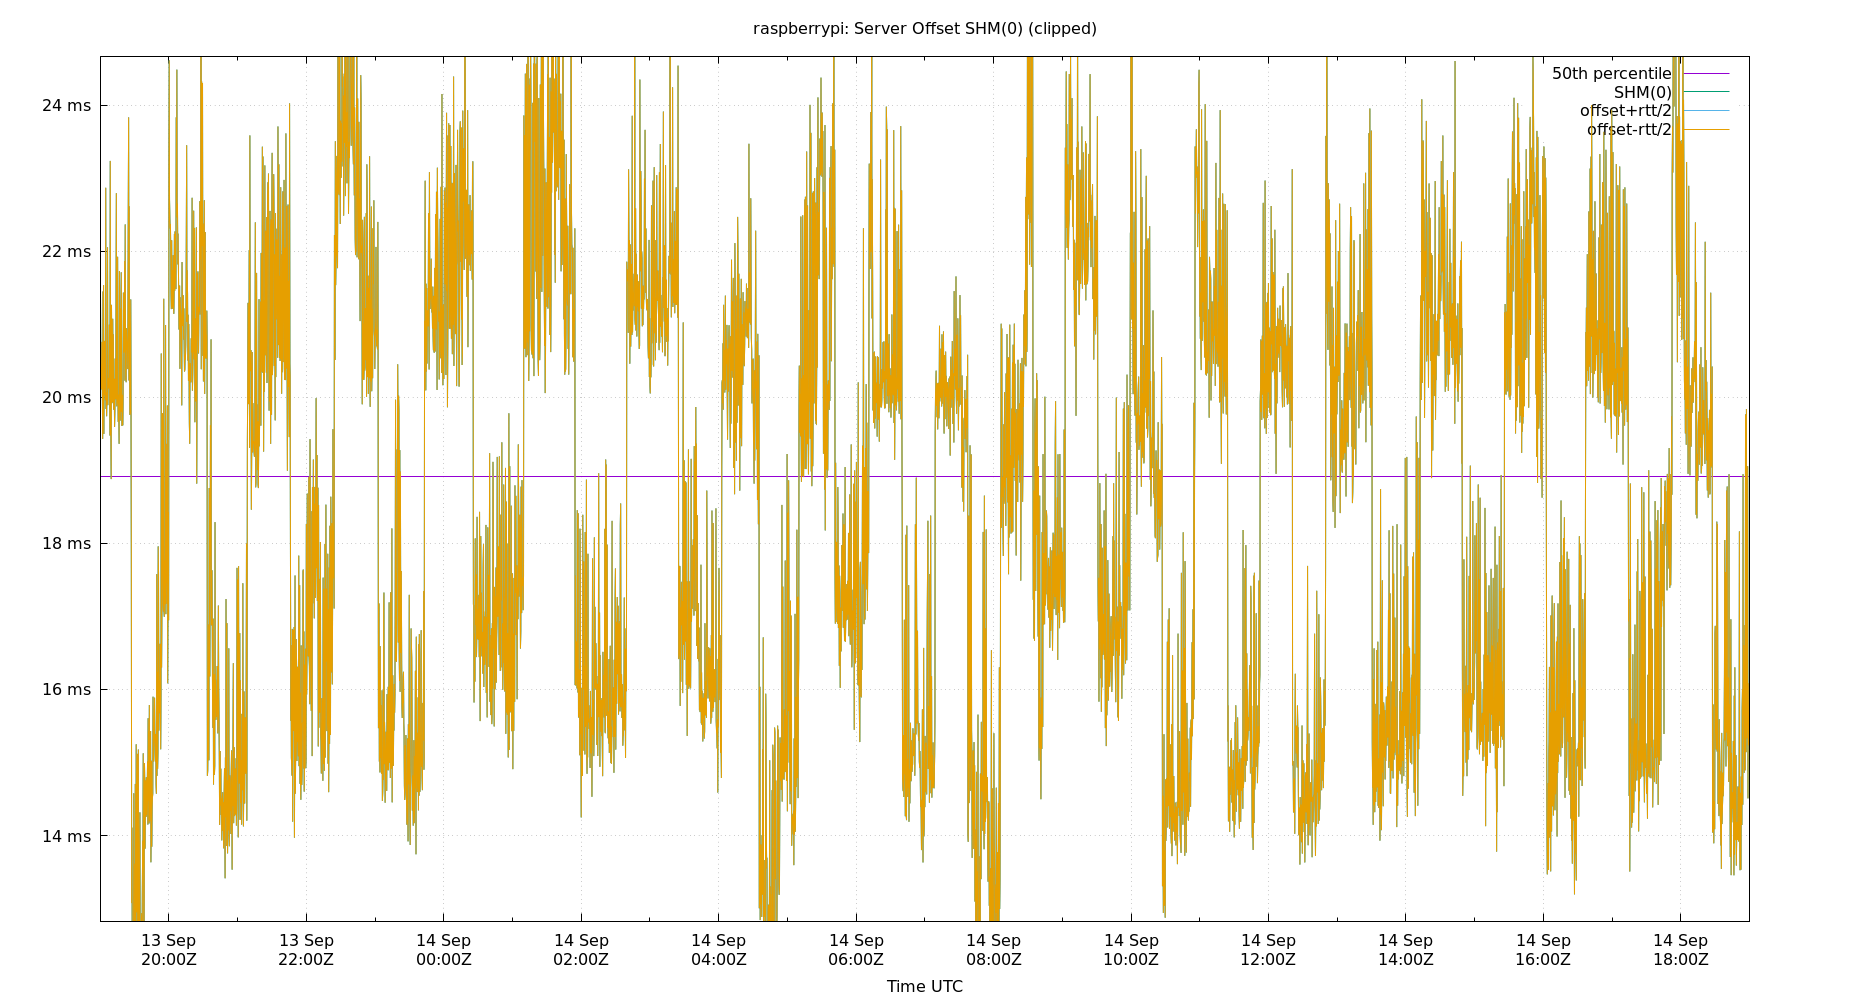 raspberrypi: Server Offset SHM(0) (clipped)
50th percentile
SHM(0)
offset+rtt/2
offset-rtt/2
24 ms
22 ms
20 ms
18 ms
16 ms
14 ms
13 Sep 13 Sep 14 Sep 14 Sep 14 Sep 14 Sep 14 Sep 14 Sep 14 Sep 14 Sep 14 Sep 14 Sep
20:00Z 22:00Z 00:00Z 02:00Z 04:00Z 06:00Z 08:00Z 10:00Z 12:00Z 14:00Z 16:00Z 18:00Z
Time UTC